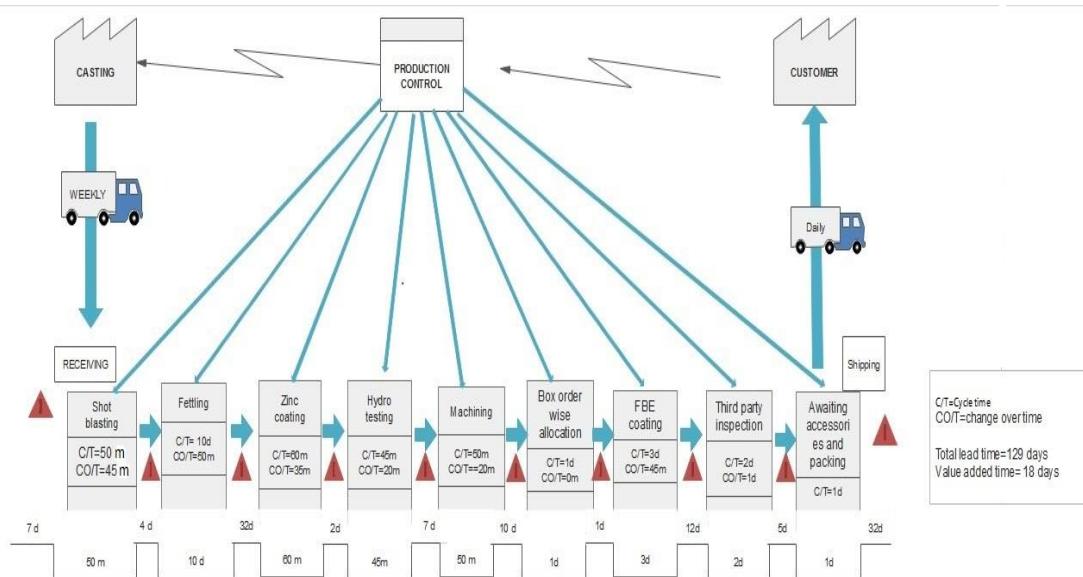 CASTING
PRODUCTION
CONTROL
CUSTOMER
WEEKLY
Daily
RECEIVING
Shipping
Shot
blasting
C/T=50 m
CO/T=45 m
Fettling
C/T= 10d
CO/T=50m
Zinc
coating
C/T=60m
CO/T=35m
Hydro
testing
C/T=45m
CO/T=20m
Machining
C/T=50m
CO/T==20m
Box order
wise
allocation
C/T=1d
CO/T=0m
FBE
coating
C/T=3d
CO/T=45m
Third party
inspection
C/T=2d
CO/T=1d
Awaiting
accessori
es and
packing
C/T=1d
C/T=Cycle time
CO/T=change over time
Total lead time=129 days
Value added time= 18 days
7 d 4 d 32d 2d 7 d 10 d 1d 12d 5d 32d
50 m 10 d 60 m 45m 50 m 1d 3d 2d 1d